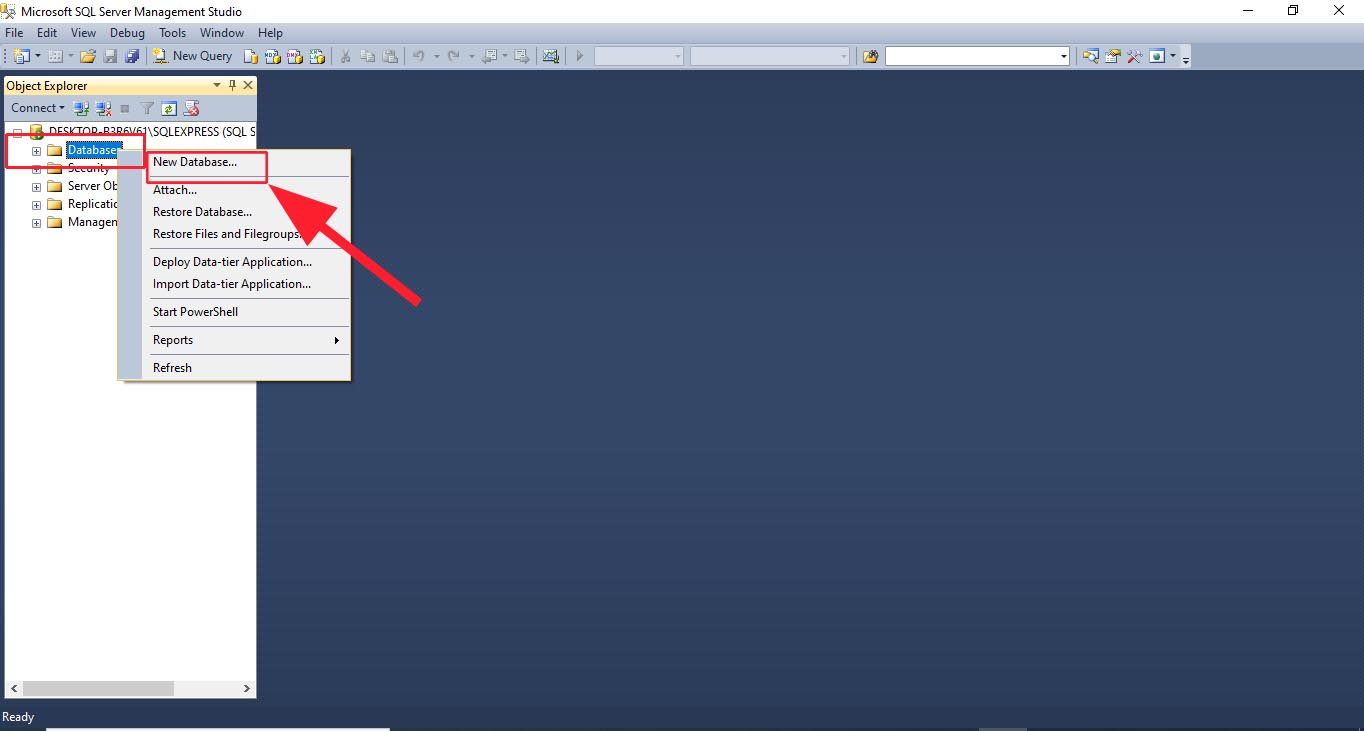 Microsoft SQL Server Management Studio
File Edit View Debug Tools Window Help
New Query
Object Explorer
Connect
DESKTOP-B3R6V61\SQLEXPRESS (SQL S
Databases
Security
Server Ob
Replicatio
Managem
New Database...
Attach...
Restore Database...
Restore Files and Filegroups...
Deploy Data-tier Application...
Import Data-tier Application...
Start PowerShell
Reports
Refresh
Ready